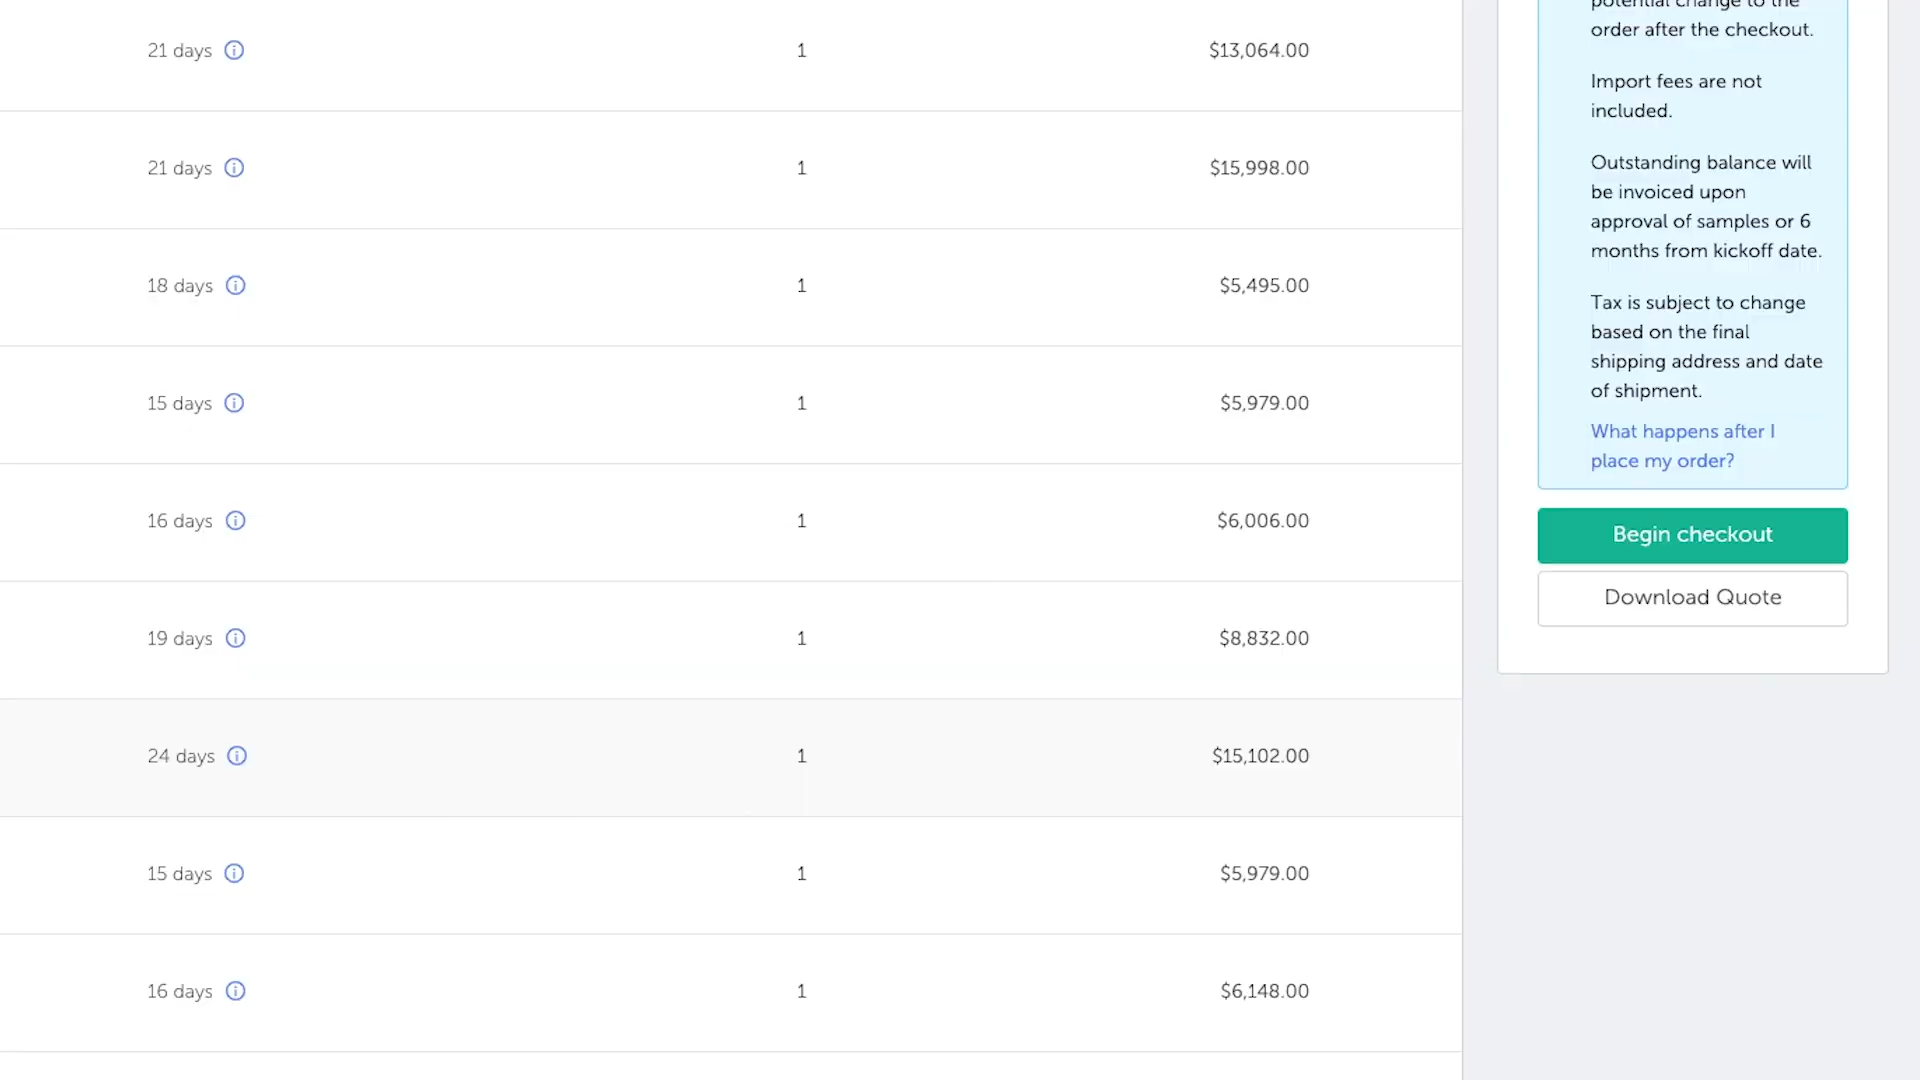 21 days 1 $13,064.00
21 days 1 $15,998.00
18 days 1 $5,495.00
15 days 1 $5,979.00
16 days 1 $6,006.00
19 days 1 $8,832.00
24 days 1 $15,102.00
15 days 1 $5,979.00
16 days 1 $6,148.00
potential change to the
order after the checkout.
Import fees are not
included.
Outstanding balance will
be invoiced upon
approval of samples or 6
months from kickoff date.
Tax is subject to change
based on the final
shipping address and date
of shipment.
What happens after I
place my order?
Begin checkout
Download Quote